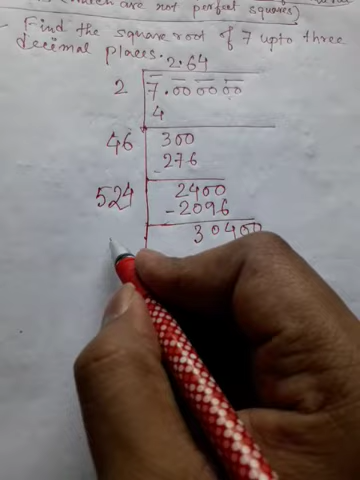 (which are not perfect squares)
Find the square root of 7 upto three
decimal places.
2.64
2 7.00 00 00
4
46 300
- 276
524 2400
- 2096
30400